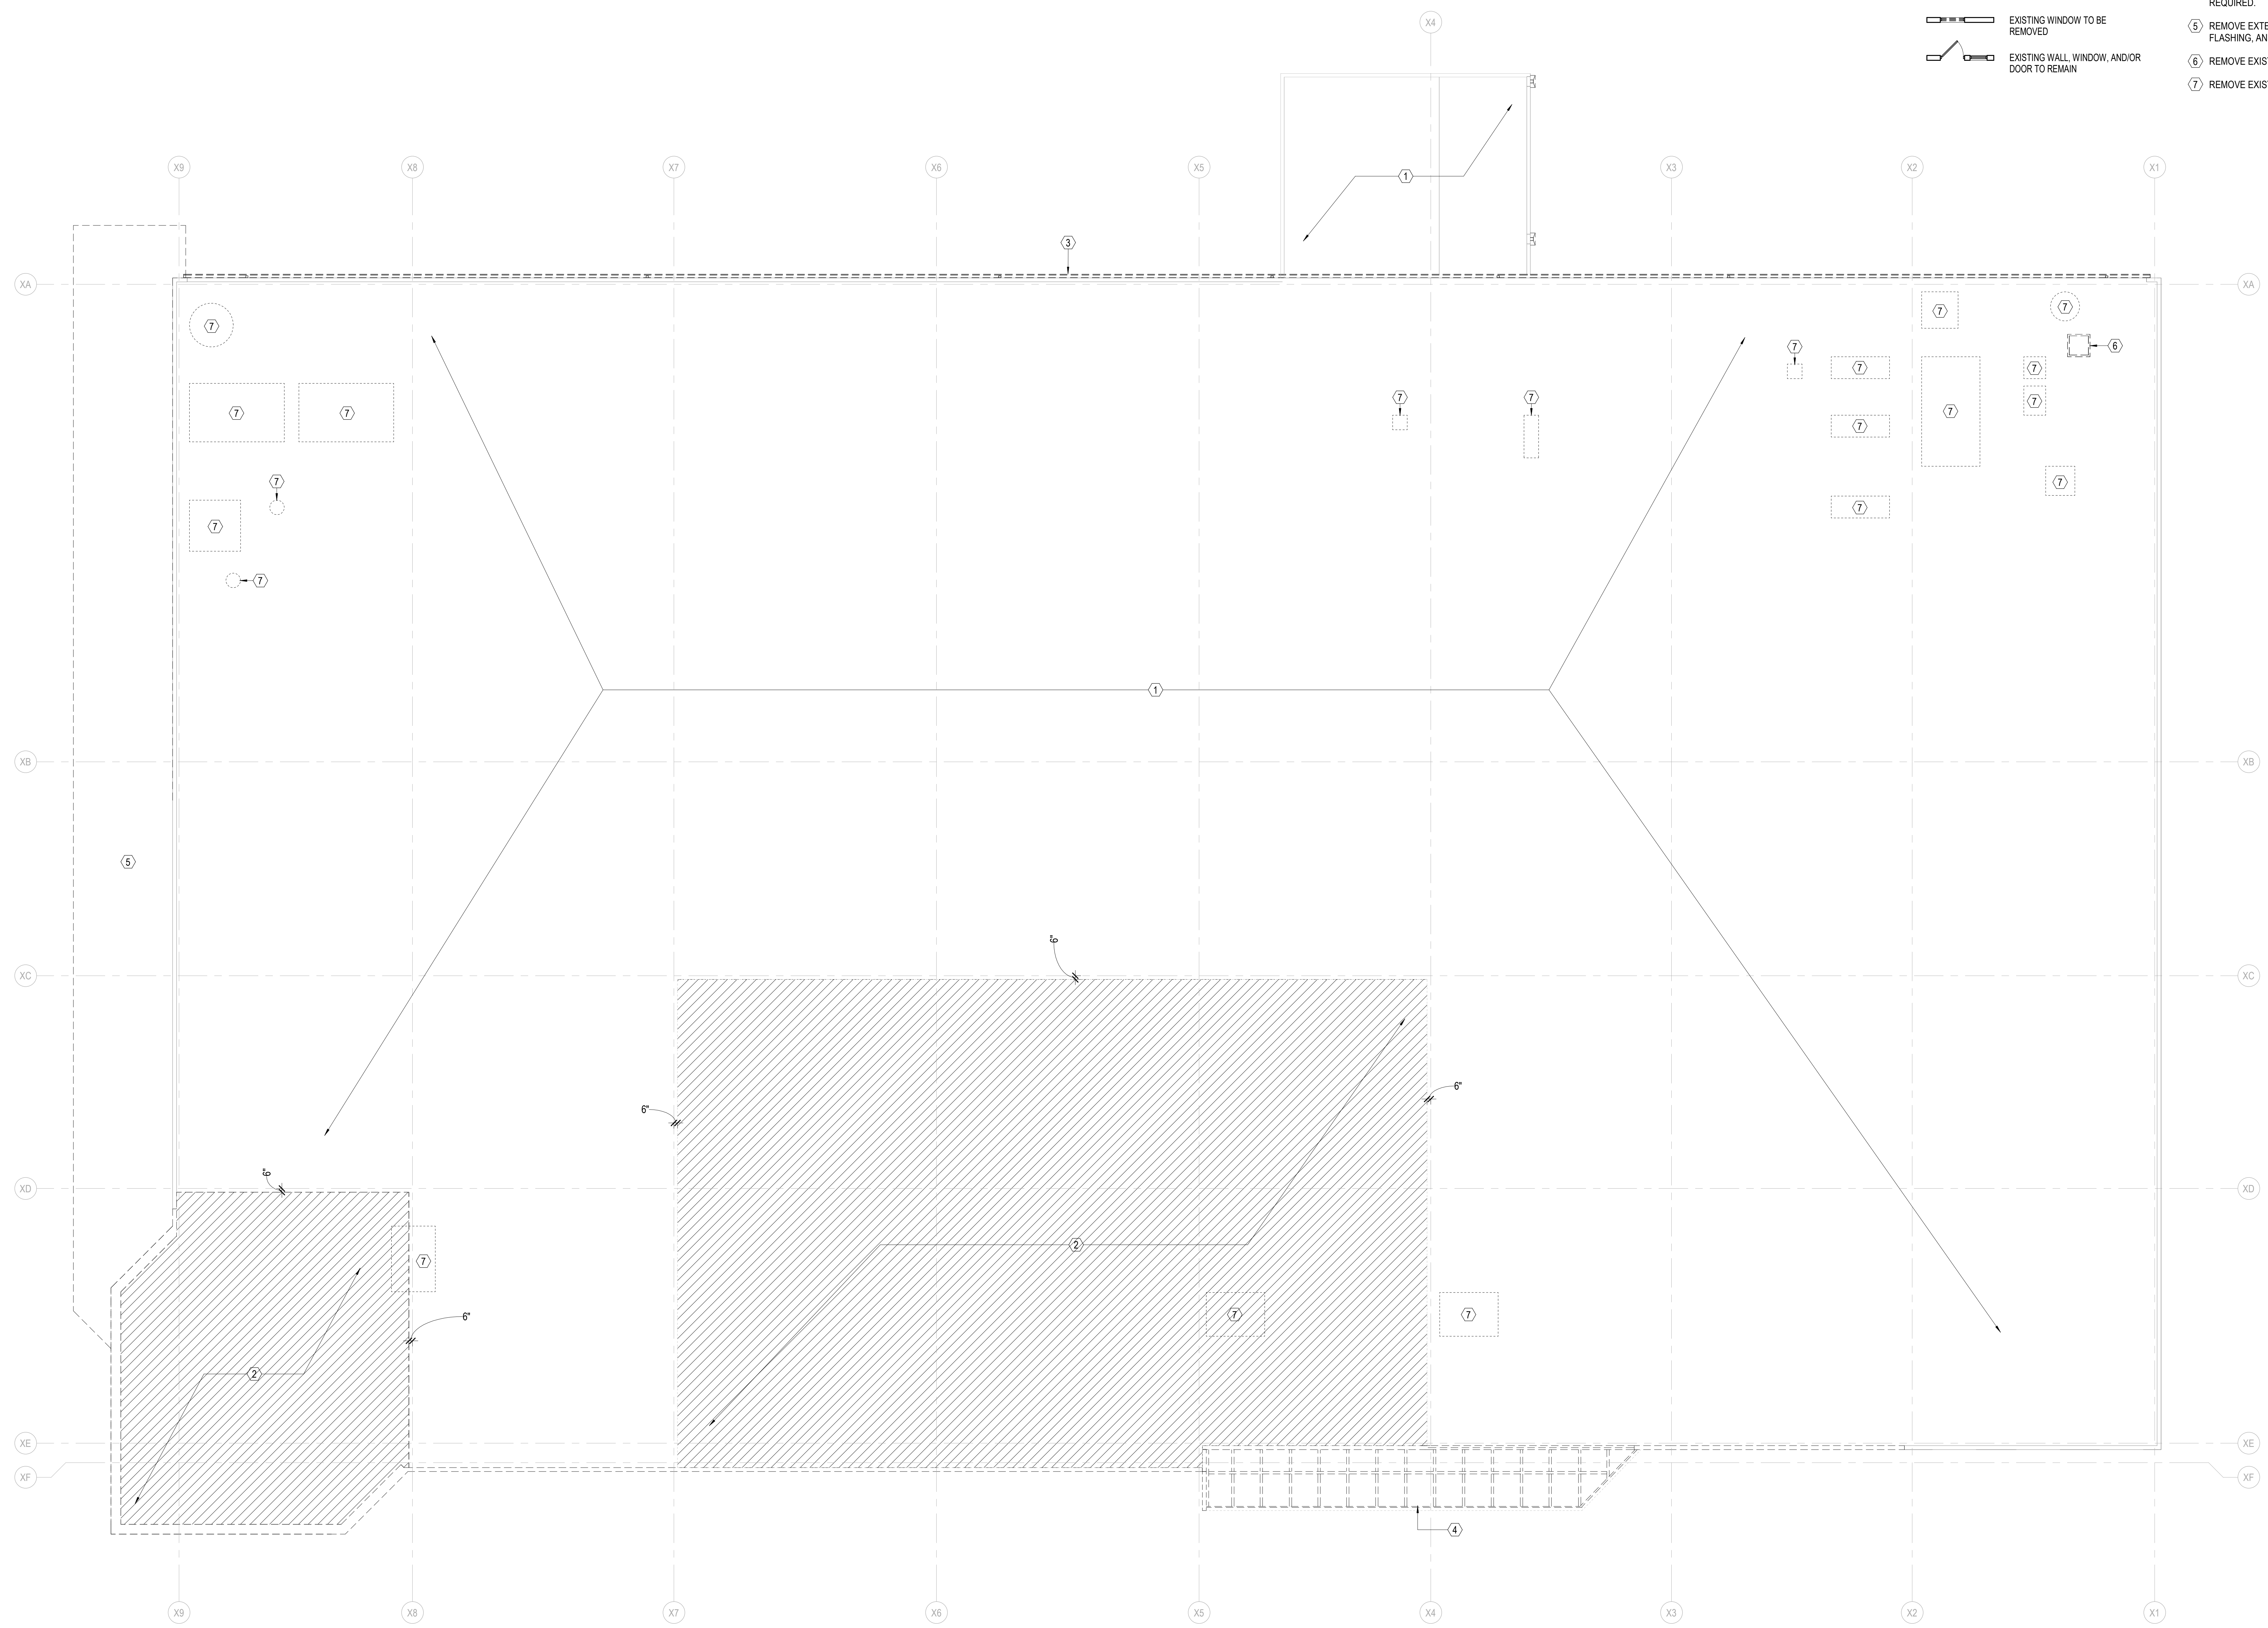 REQUIRED.
EXISTING WINDOW TO BE
REMOVED
5 REMOVE EXTE
FLASHING, AN
EXISTING WALL, WINDOW, AND/OR
DOOR TO REMAIN
6 REMOVE EXIS
7 REMOVE EXIS
X4
X9 X8 X7 X6 X5 X3 X2 X1
1
3
XA XA
7 7 7
7 6
7 7 7
7 7 7 7 7
7 7
7 7
7
7
7
1
XB XB
5
6"
XC XC
6"
6"
6"
XD XD
2
7
7 7
6"
2
XE XE
XF XF
4
X9 X8 X7 X6 X5 X4 X3 X2 X1